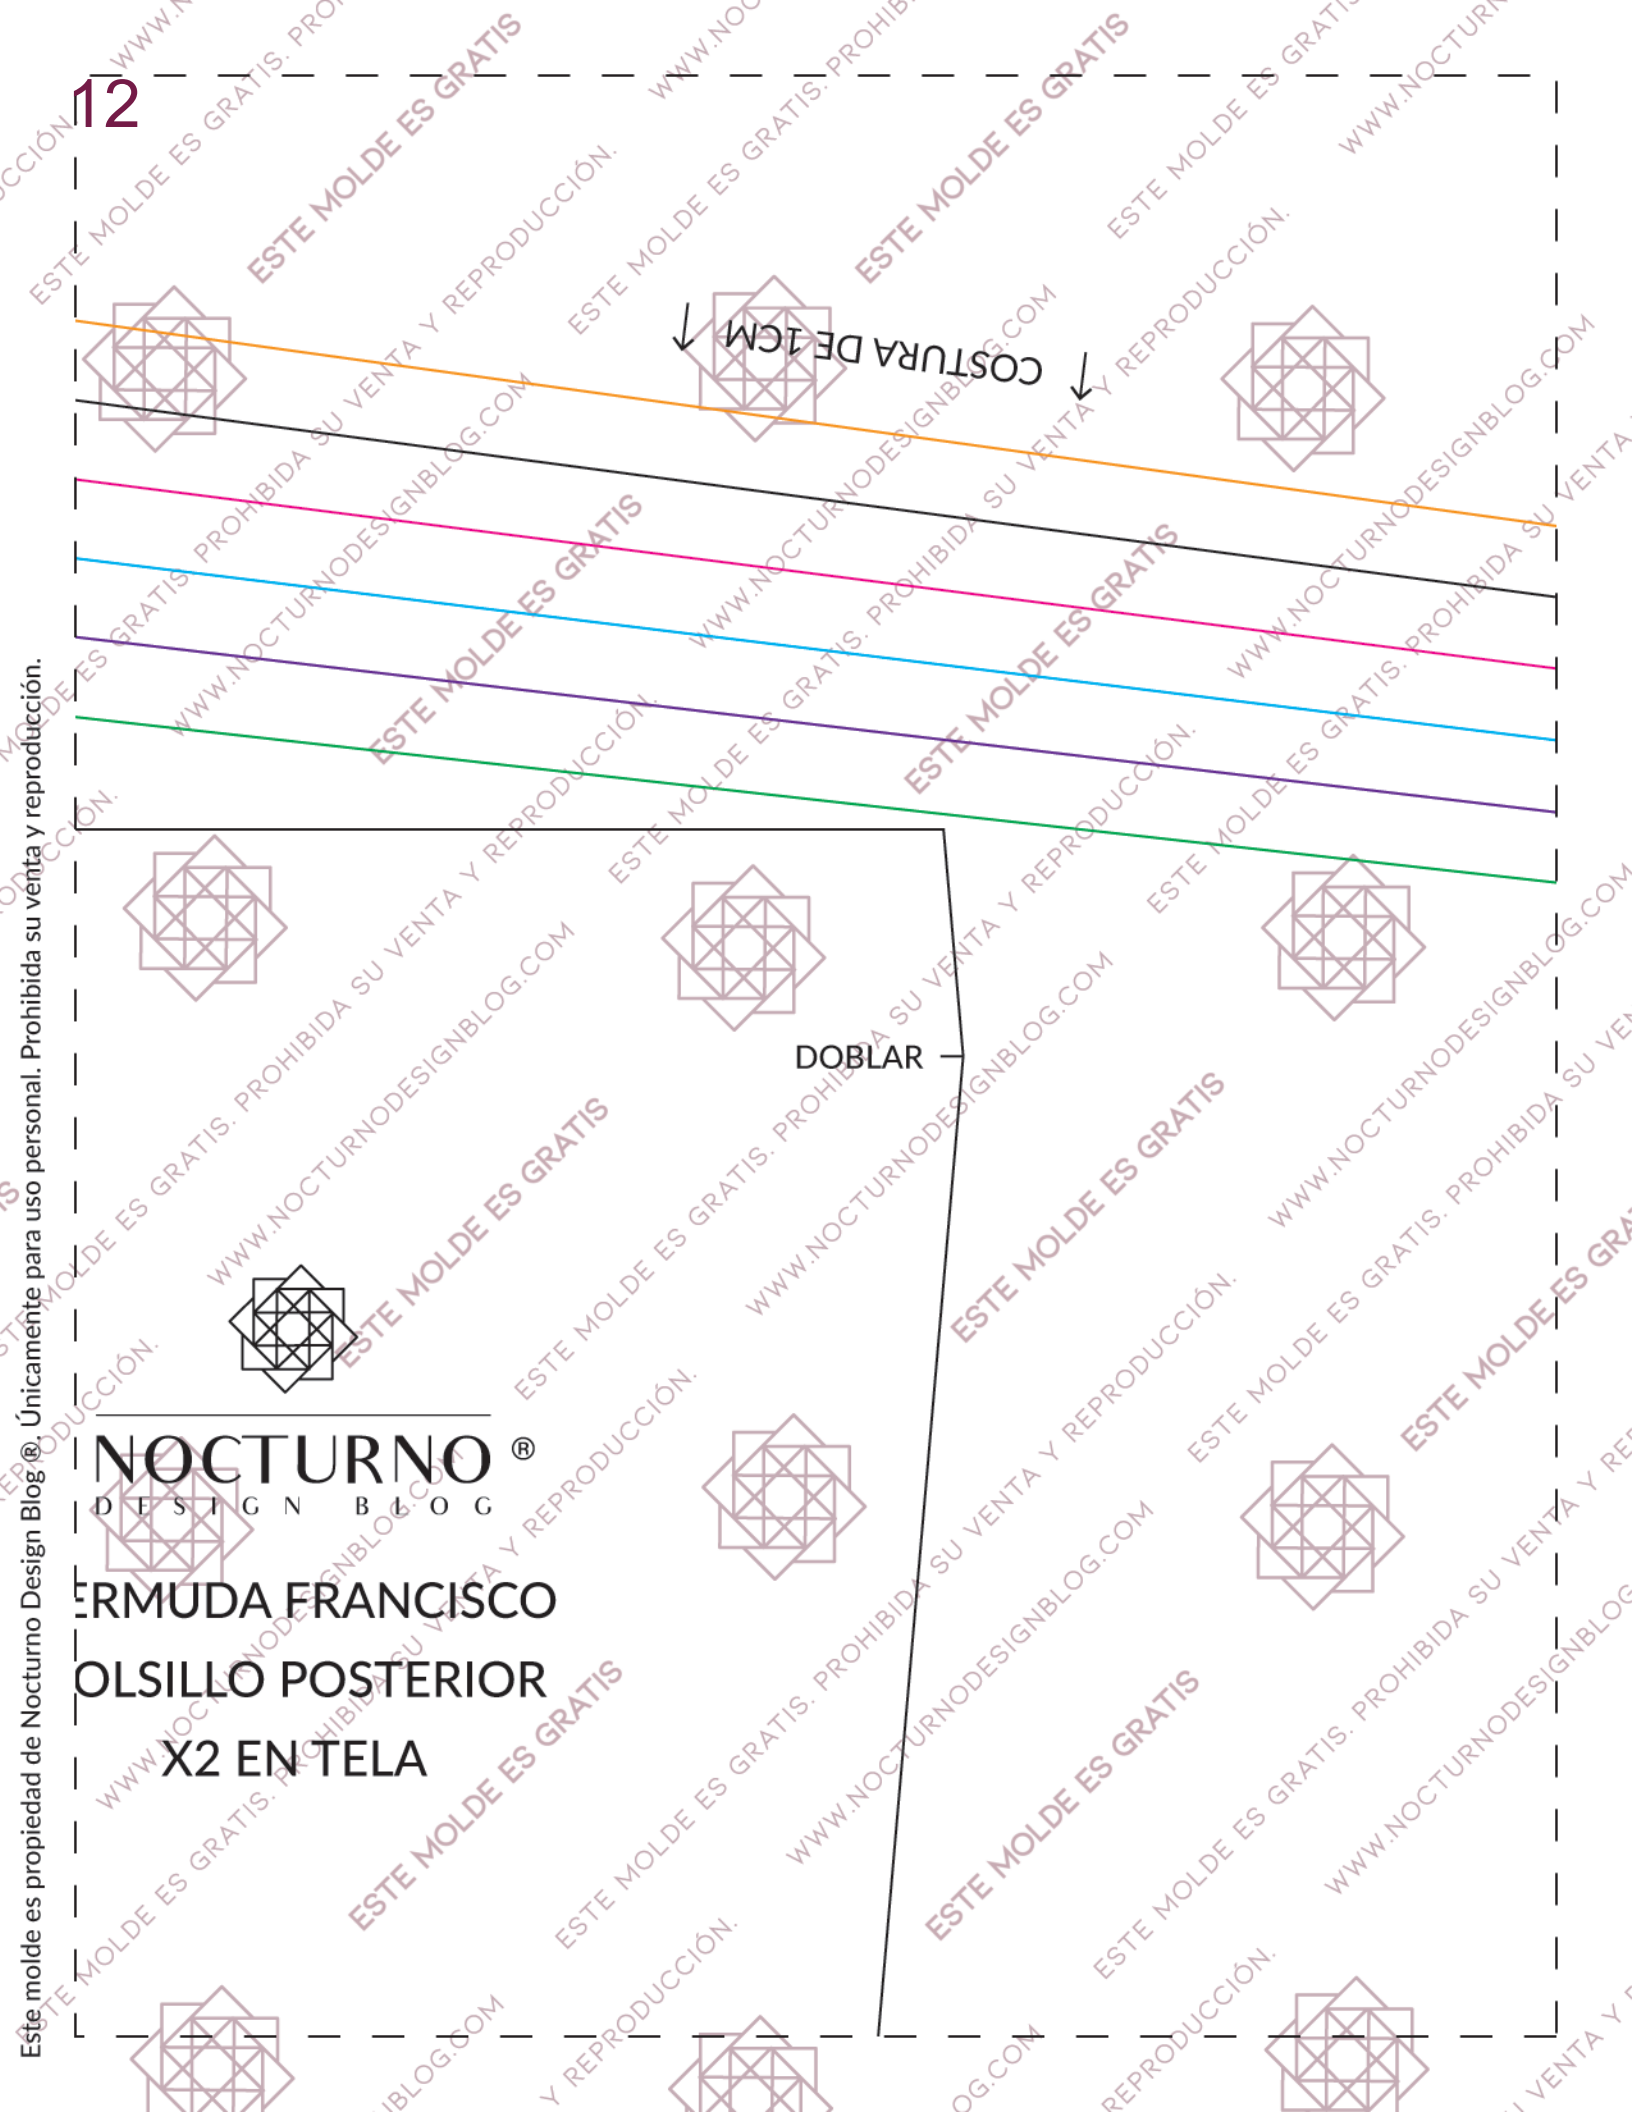 12
COSTURA DE 1CM
DOBLAR
NOCTURNO ®
DESIGN BLOG
ERMUDA FRANCISCO
OLSILLO POSTERIOR
X2 EN TELA
Este molde es propiedad de Nocturno Design Blog ®. Únicamente para uso personal. Prohibida su venta y reproducción.
ESTE MOLDE ES GRATIS
ESTE MOLDE ES GRATIS. PROHIBIDA SU VENTA Y REPRODUCCIÓN.
WWW.NOCTURNODESIGNBLOG.COM